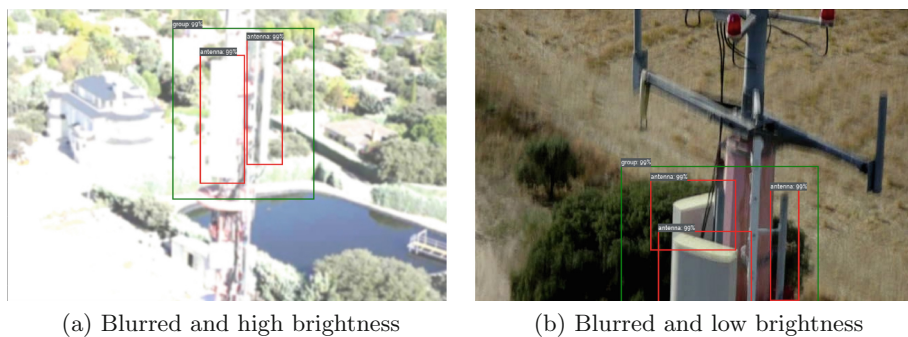 group: 99%
antenna: 99%
antenna: 99%
group: 99%
antenna: 99%
antenna: 99%
antenna: 99%
(a) Blurred and high brightness
(b) Blurred and low brightness